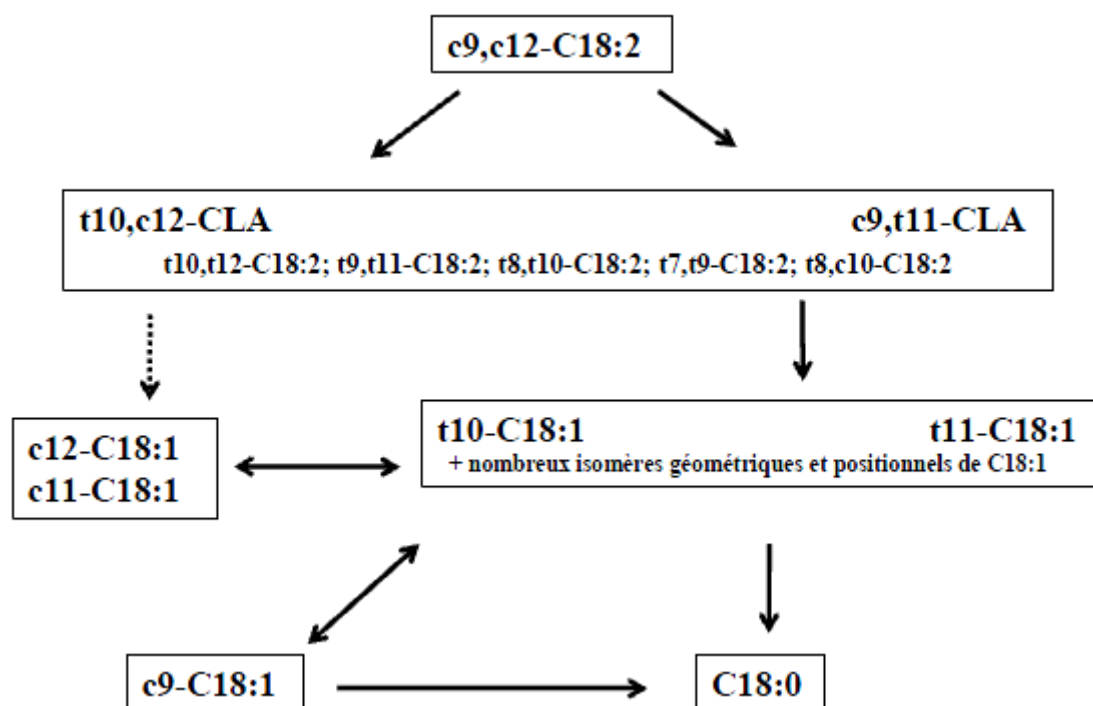 c9,c12-C18:2
t10,c12-CLA c9,t11-CLA
t10,t12-C18:2; t9,t11-C18:2; t8,t10-C18:2; t7,t9-C18:2; t8,c10-C18:2
c12-C18:1
c11-C18:1
t10-C18:1 t11-C18:1
+ nombreux isomères géométriques et positionnels de C18:1
c9-C18:1
C18:0